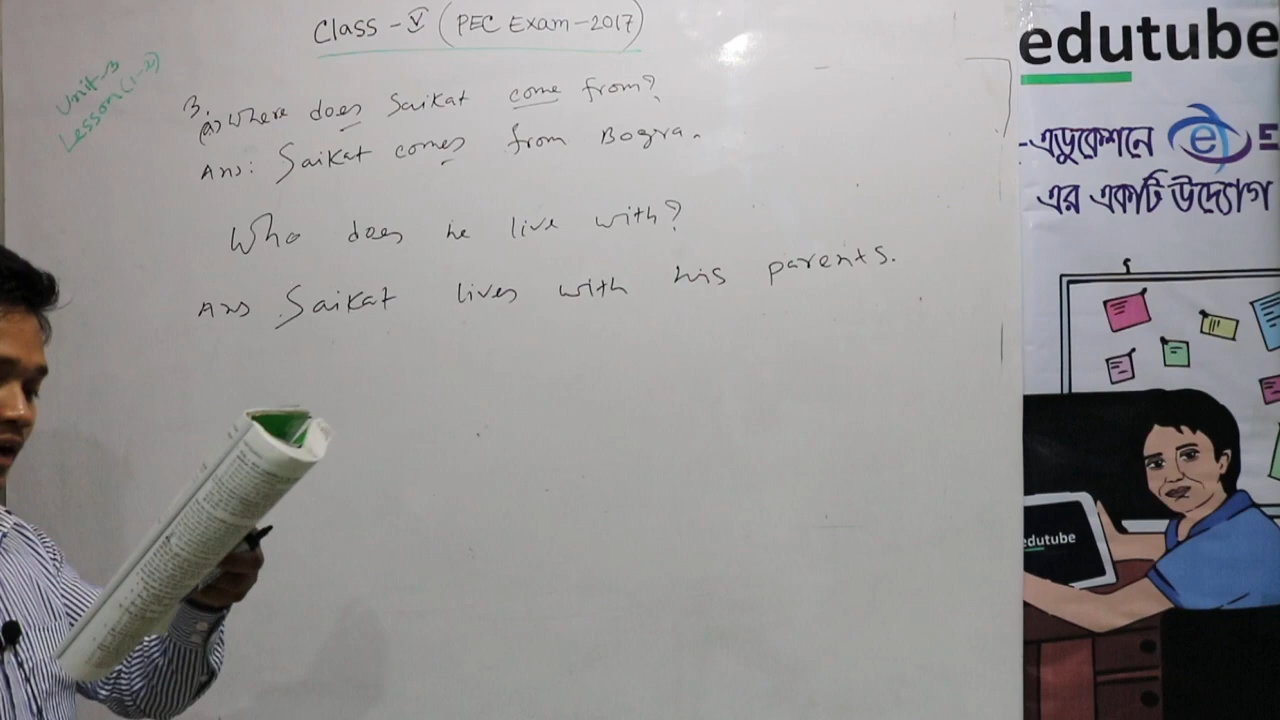 Class - V (PEC Exam-2017)
Unit-3
Lesson (1-2)
3.
(a) Where does Saikat come from?
Ans: Saikat comes from Bogra.
Who does he live with?
Ans Saikat lives with his parents.
edutube
-এডুকেশনে e E
এর একটি উদ্যোগ
edutube